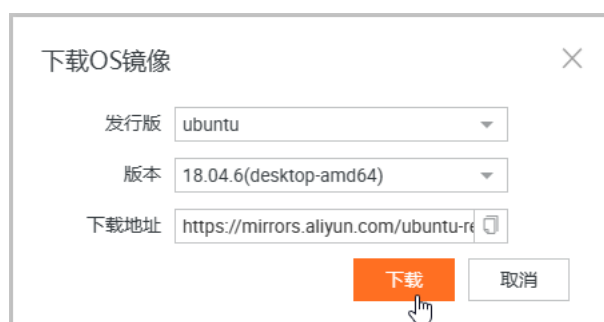 下载OS镜像
发行版 ubuntu
版本 18.04.6(desktop-amd64)
下载地址 https://mirrors.aliyun.com/ubuntu-re
下载 取消